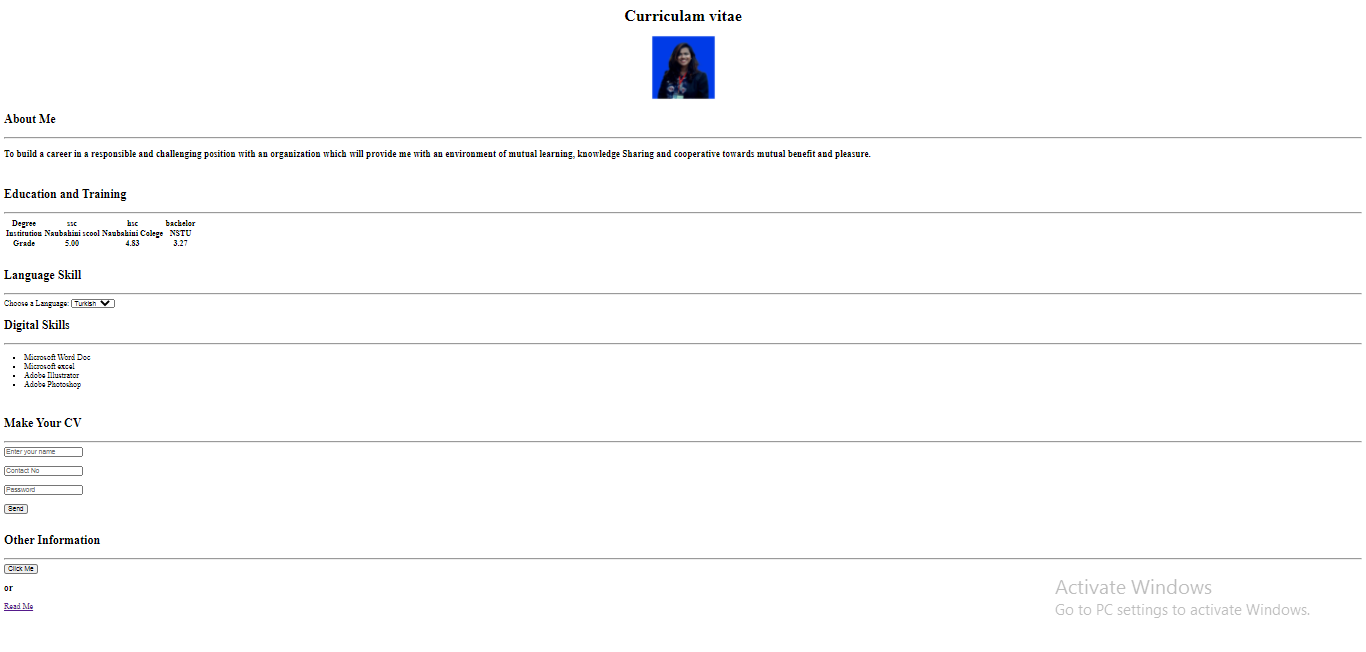 Curriculam vitae
About Me
To build a career in a responsible and challenging position with an organization which will provide me with an environment of mutual learning, knowledge Sharing and cooperative towards mutual benefit and pleasure.
Education and Training
Degree ssc hsc bachelor
Institution Naubahini scool Naubahini Colege NSTU
Grade 5.00 4.83 3.27
Language Skill
Choose a Language: Turkish
Digital Skills
• Microsoft Word Doc
• Microsoft excel
• Adobe Illustrator
• Adobe Photoshop
Make Your CV
Enter your name
Contact No
Password
Send
Other Information
Click Me
or
Read Me
Activate Windows
Go to PC settings to activate Windows.